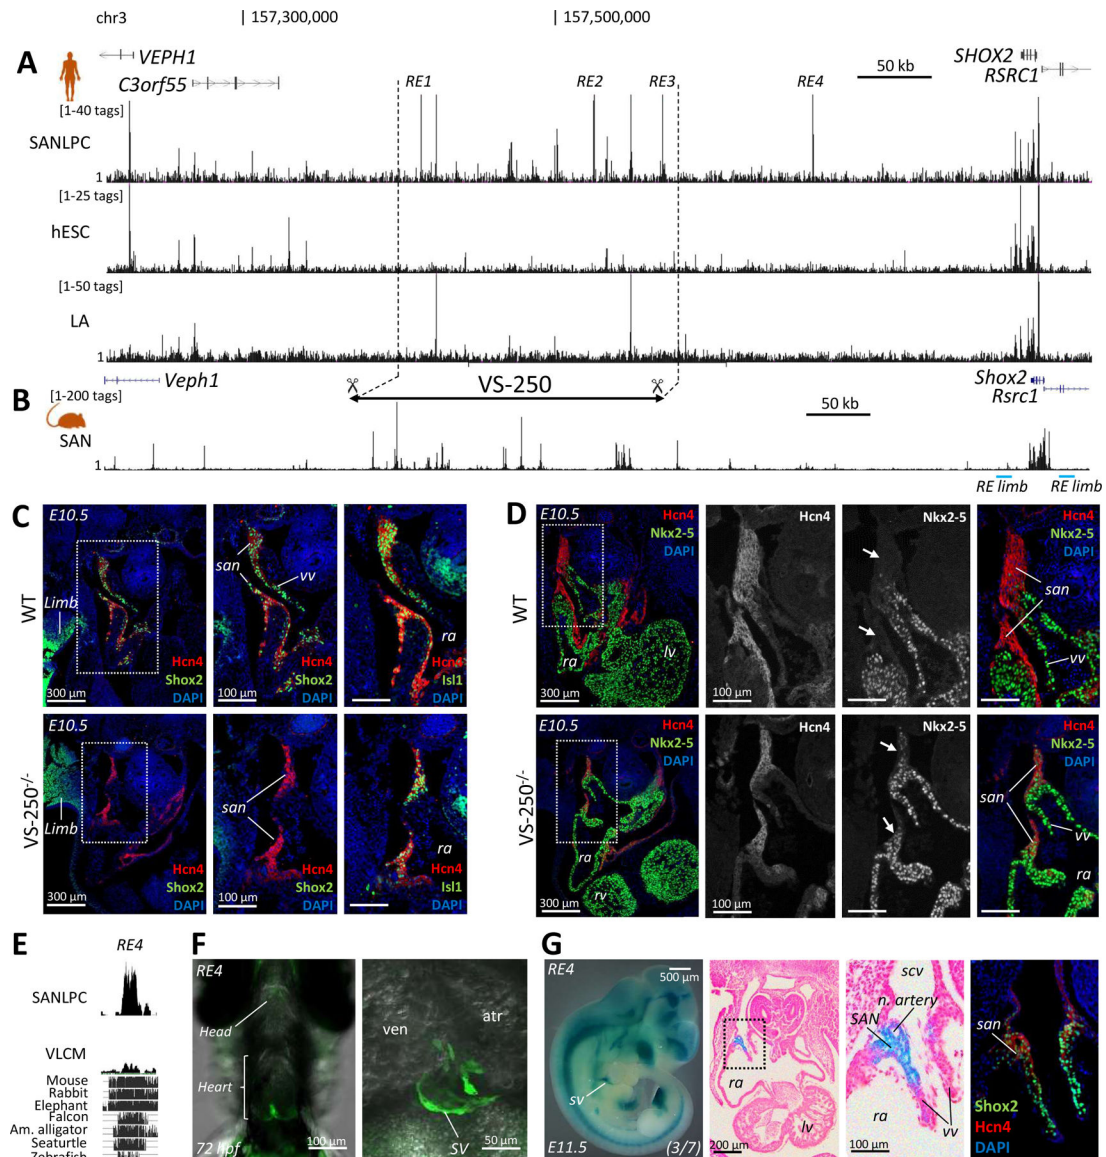 chr3 | 157,300,000 | 157,500,000
A
VEPH1
C3orf55
SHOX2
RSRC1
50 kb
RE1 RE2 RE3 RE4
[1-40 tags]
SANLPC
1
[1-25 tags]
hESC
[1-50 tags]
LA
1
Veph1
VS-250
Shox2
Rsrc1
B
[1-200 tags]
50 kb
SAN
1
RE limb RE limb
C
WT
E10.5
Limb
300 µm
Hcn4
Shox2
DAPI
san
vv
100 µm
Hcn4
Shox2
DAPI
ra
Hcn4
Isl1
DAPI
VS-250-/-
E10.5
Limb
300 µm
Hcn4
Shox2
DAPI
san
100 µm
Hcn4
Shox2
DAPI
ra
Hcn4
Isl1
DAPI
D
WT
E10.5
Hcn4
Nkx2-5
DAPI
ra
lv
300 µm
Hcn4
100 µm
Nkx2-5
Hcn4
Nkx2-5
DAPI
san
vv
VS-250-/-
E10.5
Hcn4
Nkx2-5
DAPI
ra
rv
300 µm
Hcn4
100 µm
Nkx2-5
Hcn4
Nkx2-5
DAPI
san
vv
ra
E
RE4
SANLPC
VLCM
Mouse
Rabbit
Elephant
Falcon
Am. alligator
Seaturtle
Zebrafish
F
RE4
Head
Heart
72 hpf
100 µm
ven
atr
SV
50 µm
G
RE4
500 µm
sv
E11.5
(3/7)
ra
lv
200 µm
scv
n. artery
SAN
ra
vv
100 µm
san
Shox2
Hcn4
DAPI